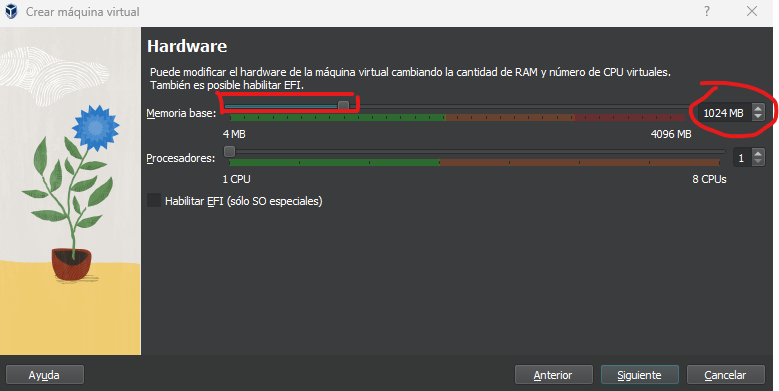 Crear máquina virtual
Hardware
Puede modificar el hardware de la máquina virtual cambiando la cantidad de RAM y número de CPU virtuales.
También es posible habilitar EFI.
Memoria base:
1024 MB
4 MB
4096 MB
Procesadores:
1
1 CPU
8 CPUs
Habilitar EFI (sólo SO especiales)
Ayuda
Anterior
Siguiente
Cancelar